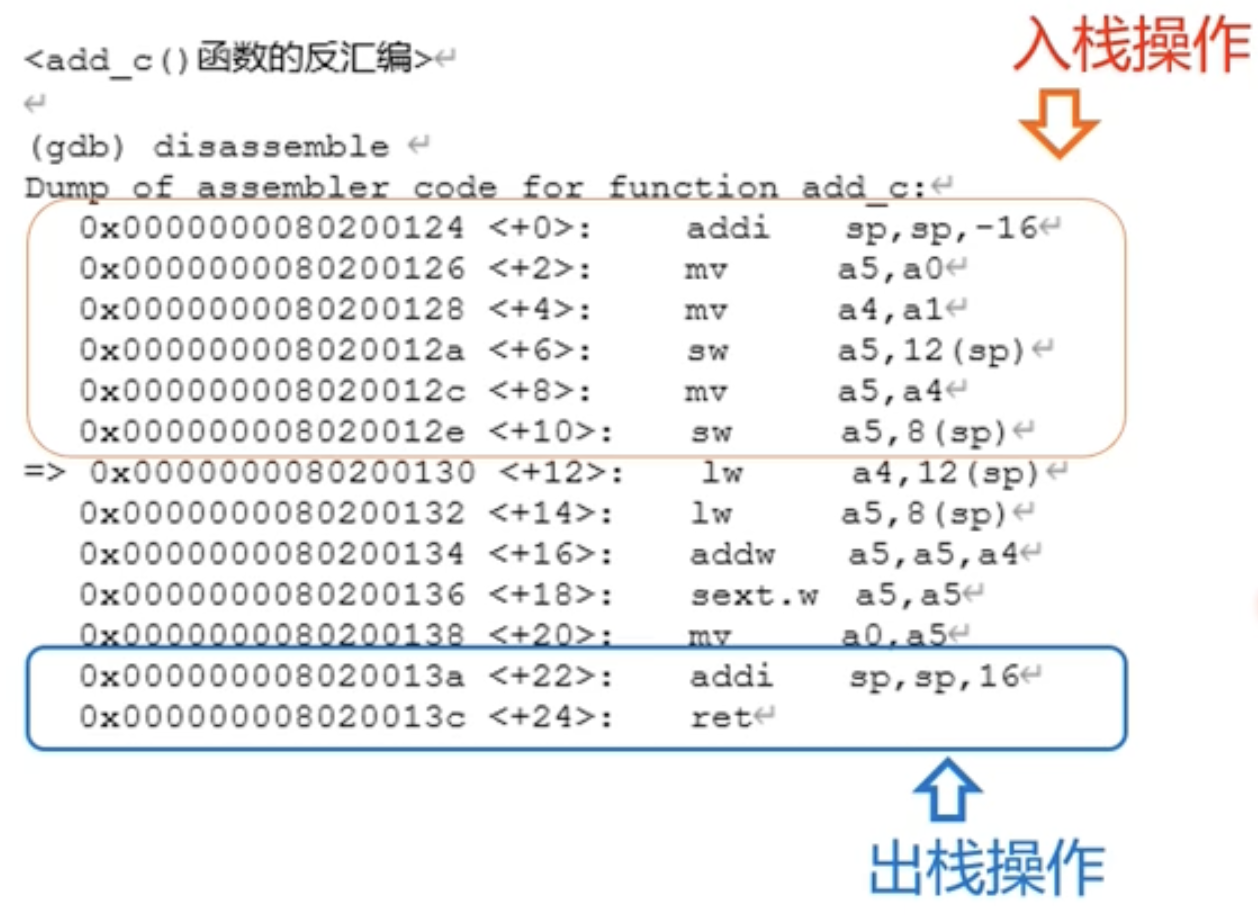 入栈操作
<add_c()函数的反汇编>↵
↵
(gdb) disassemble ↵
Dump of assembler code for function add_c:↵
0x0000000080200124 <+0>: addi sp,sp,-16↵
0x0000000080200126 <+2>: mv a5,a0↵
0x0000000080200128 <+4>: mv a4,a1↵
0x000000008020012a <+6>: sw a5,12(sp)↵
0x000000008020012c <+8>: mv a5,a4↵
0x000000008020012e <+10>: sw a5,8(sp)↵
=> 0x0000000080200130 <+12>: lw a4,12(sp)↵
0x0000000080200132 <+14>: lw a5,8(sp)↵
0x0000000080200134 <+16>: addw a5,a5,a4↵
0x0000000080200136 <+18>: sext.w a5,a5↵
0x0000000080200138 <+20>: mv a0,a5↵
0x000000008020013a <+22>: addi sp,sp,16↵
0x000000008020013c <+24>: ret↵
出栈操作